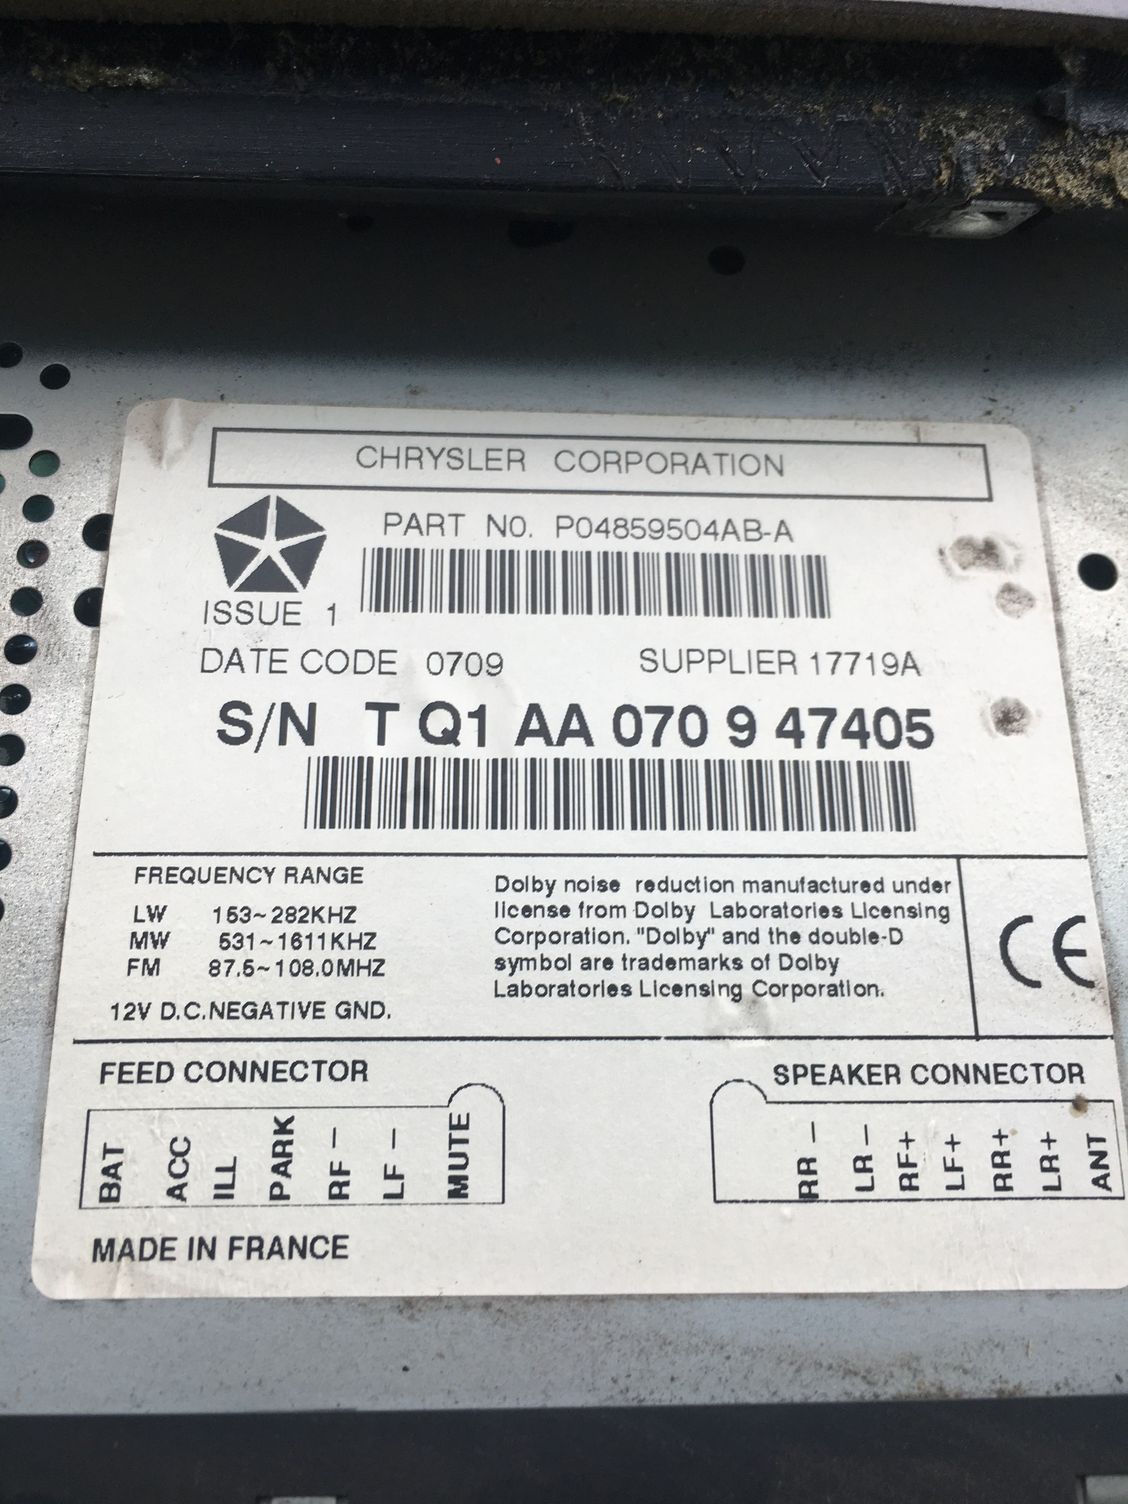 CHRYSLER CORPORATION
PART NO. P04859504AB-A
ISSUE 1
DATE CODE 0709 SUPPLIER 17719A
S/N T Q1 AA 070 9 47405
FREQUENCY RANGE
LW 153~282KHZ
MW 531~1611KHZ
FM 87.5~108.0MHZ
12V D.C.NEGATIVE GND.
Dolby noise reduction manufactured under
license from Dolby Laboratories Licensing
Corporation. "Dolby" and the double-D
symbol are trademarks of Dolby
Laboratories Licensing Corporation.
CE
FEED CONNECTOR
BAT
ACC
ILL
PARK
RF -
LF -
MUTE
SPEAKER CONNECTOR
RR -
LR -
RF+
LF+
RR+
LR+
ANT
MADE IN FRANCE